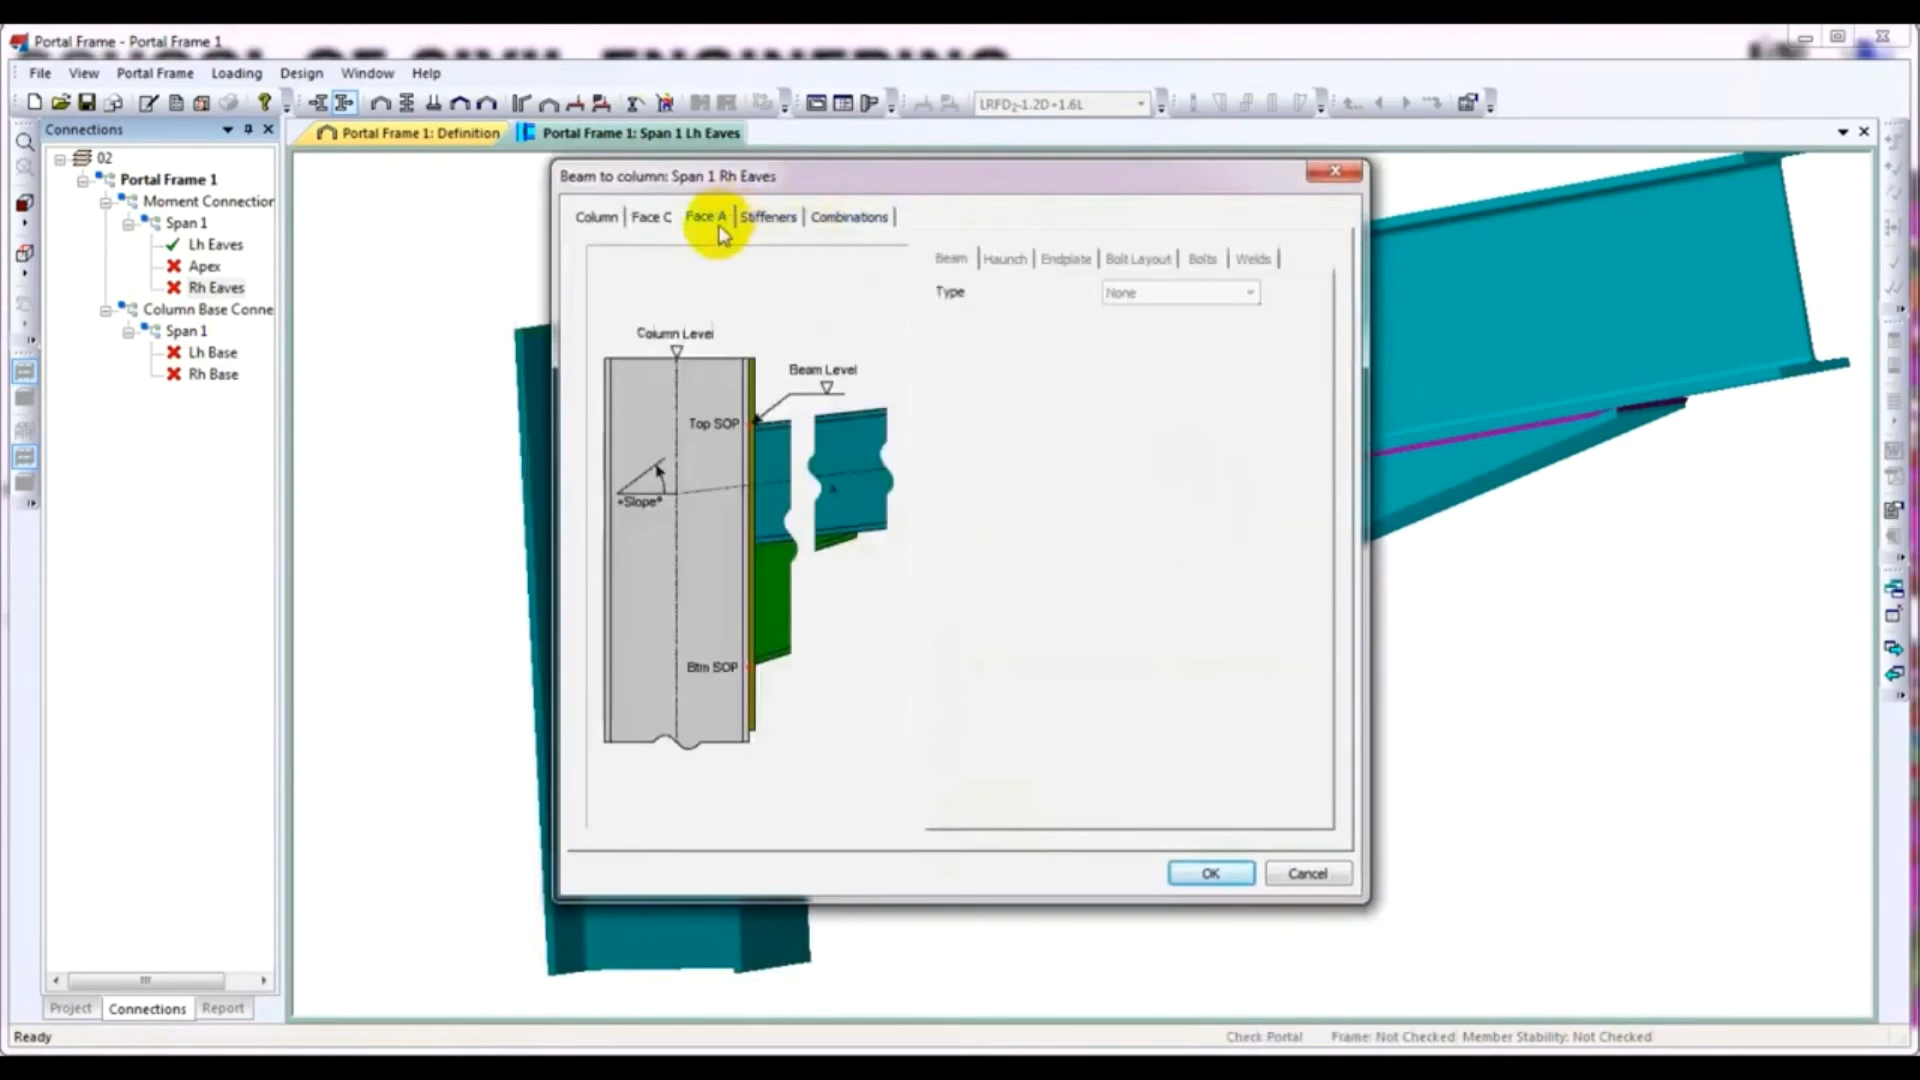 Portal Frame - Portal Frame 1
File View Portal Frame Loading Design Window Help
LRFD2-1.2D+1.6L
Connections
Portal Frame 1: Definition
Portal Frame 1: Span 1 Lh Eaves
02
Portal Frame 1
Moment Connection
Span 1
Lh Eaves
Apex
Rh Eaves
Column Base Conne
Span 1
Lh Base
Rh Base
Beam to column: Span 1 Rh Eaves
Column Face C Face A Stiffeners Combinations
Beam Haunch Endplate Bolt Layout Bolts Welds
Type None
Column Level
Beam Level
Top SOP
+Slope°
Btm SOP
OK Cancel
Project Connections Report
Ready
Check Portal Frame: Not Checked Member Stability: Not Checked